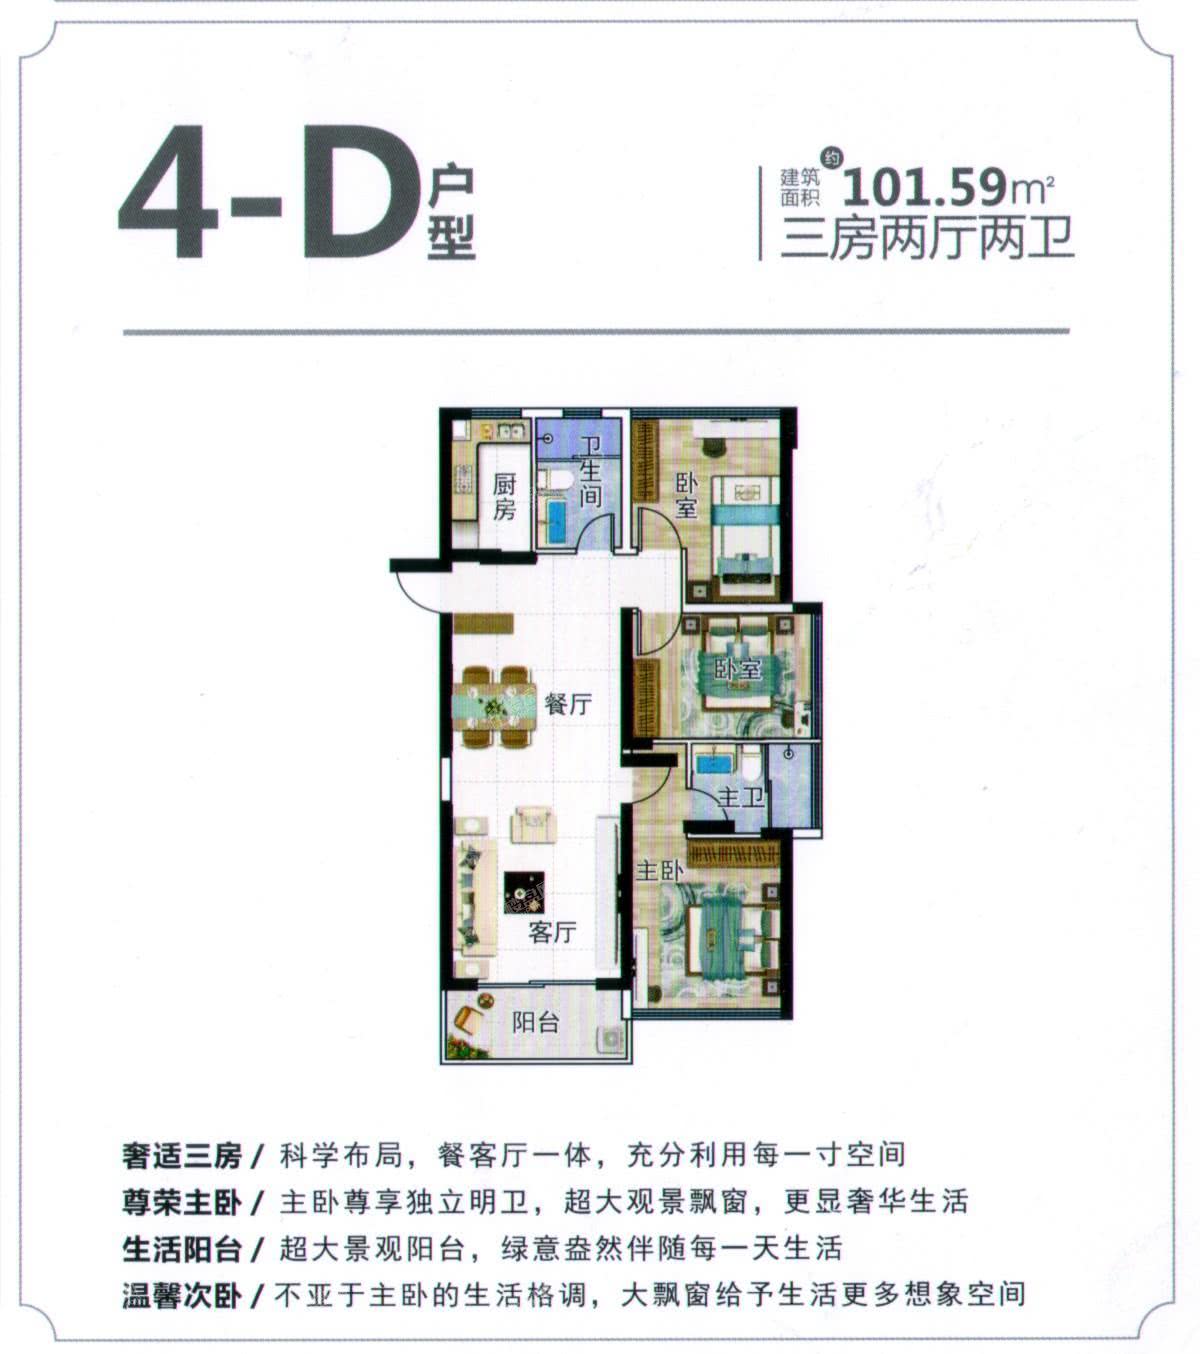 4-D户型
建筑面积 约 101.59m²
三房两厅两卫
厨房
卫生间
卧室
卧室
餐厅
主卫
主卧
客厅
阳台
奢适三房 / 科学布局，餐客厅一体，充分利用每一寸空间
尊荣主卧 / 主卧尊享独立明卫，超大观景飘窗，更显奢华生活
生活阳台 / 超大景观阳台，绿意盎然伴随每一天生活
温馨次卧 / 不亚于主卧的生活格调，大飘窗给予生活更多想象空间